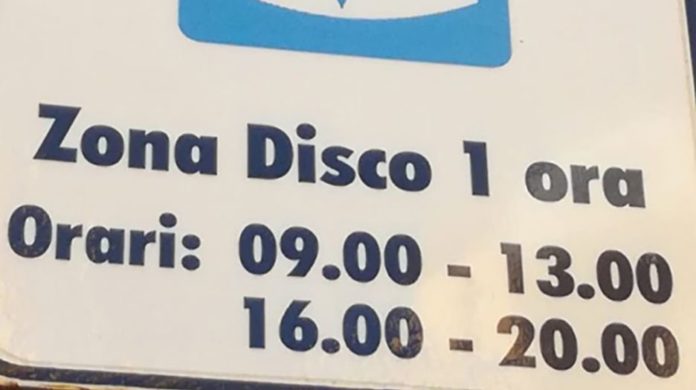 Zona Disco 1 ora
Orari: 09.00 - 13.00
16.00 - 20.00